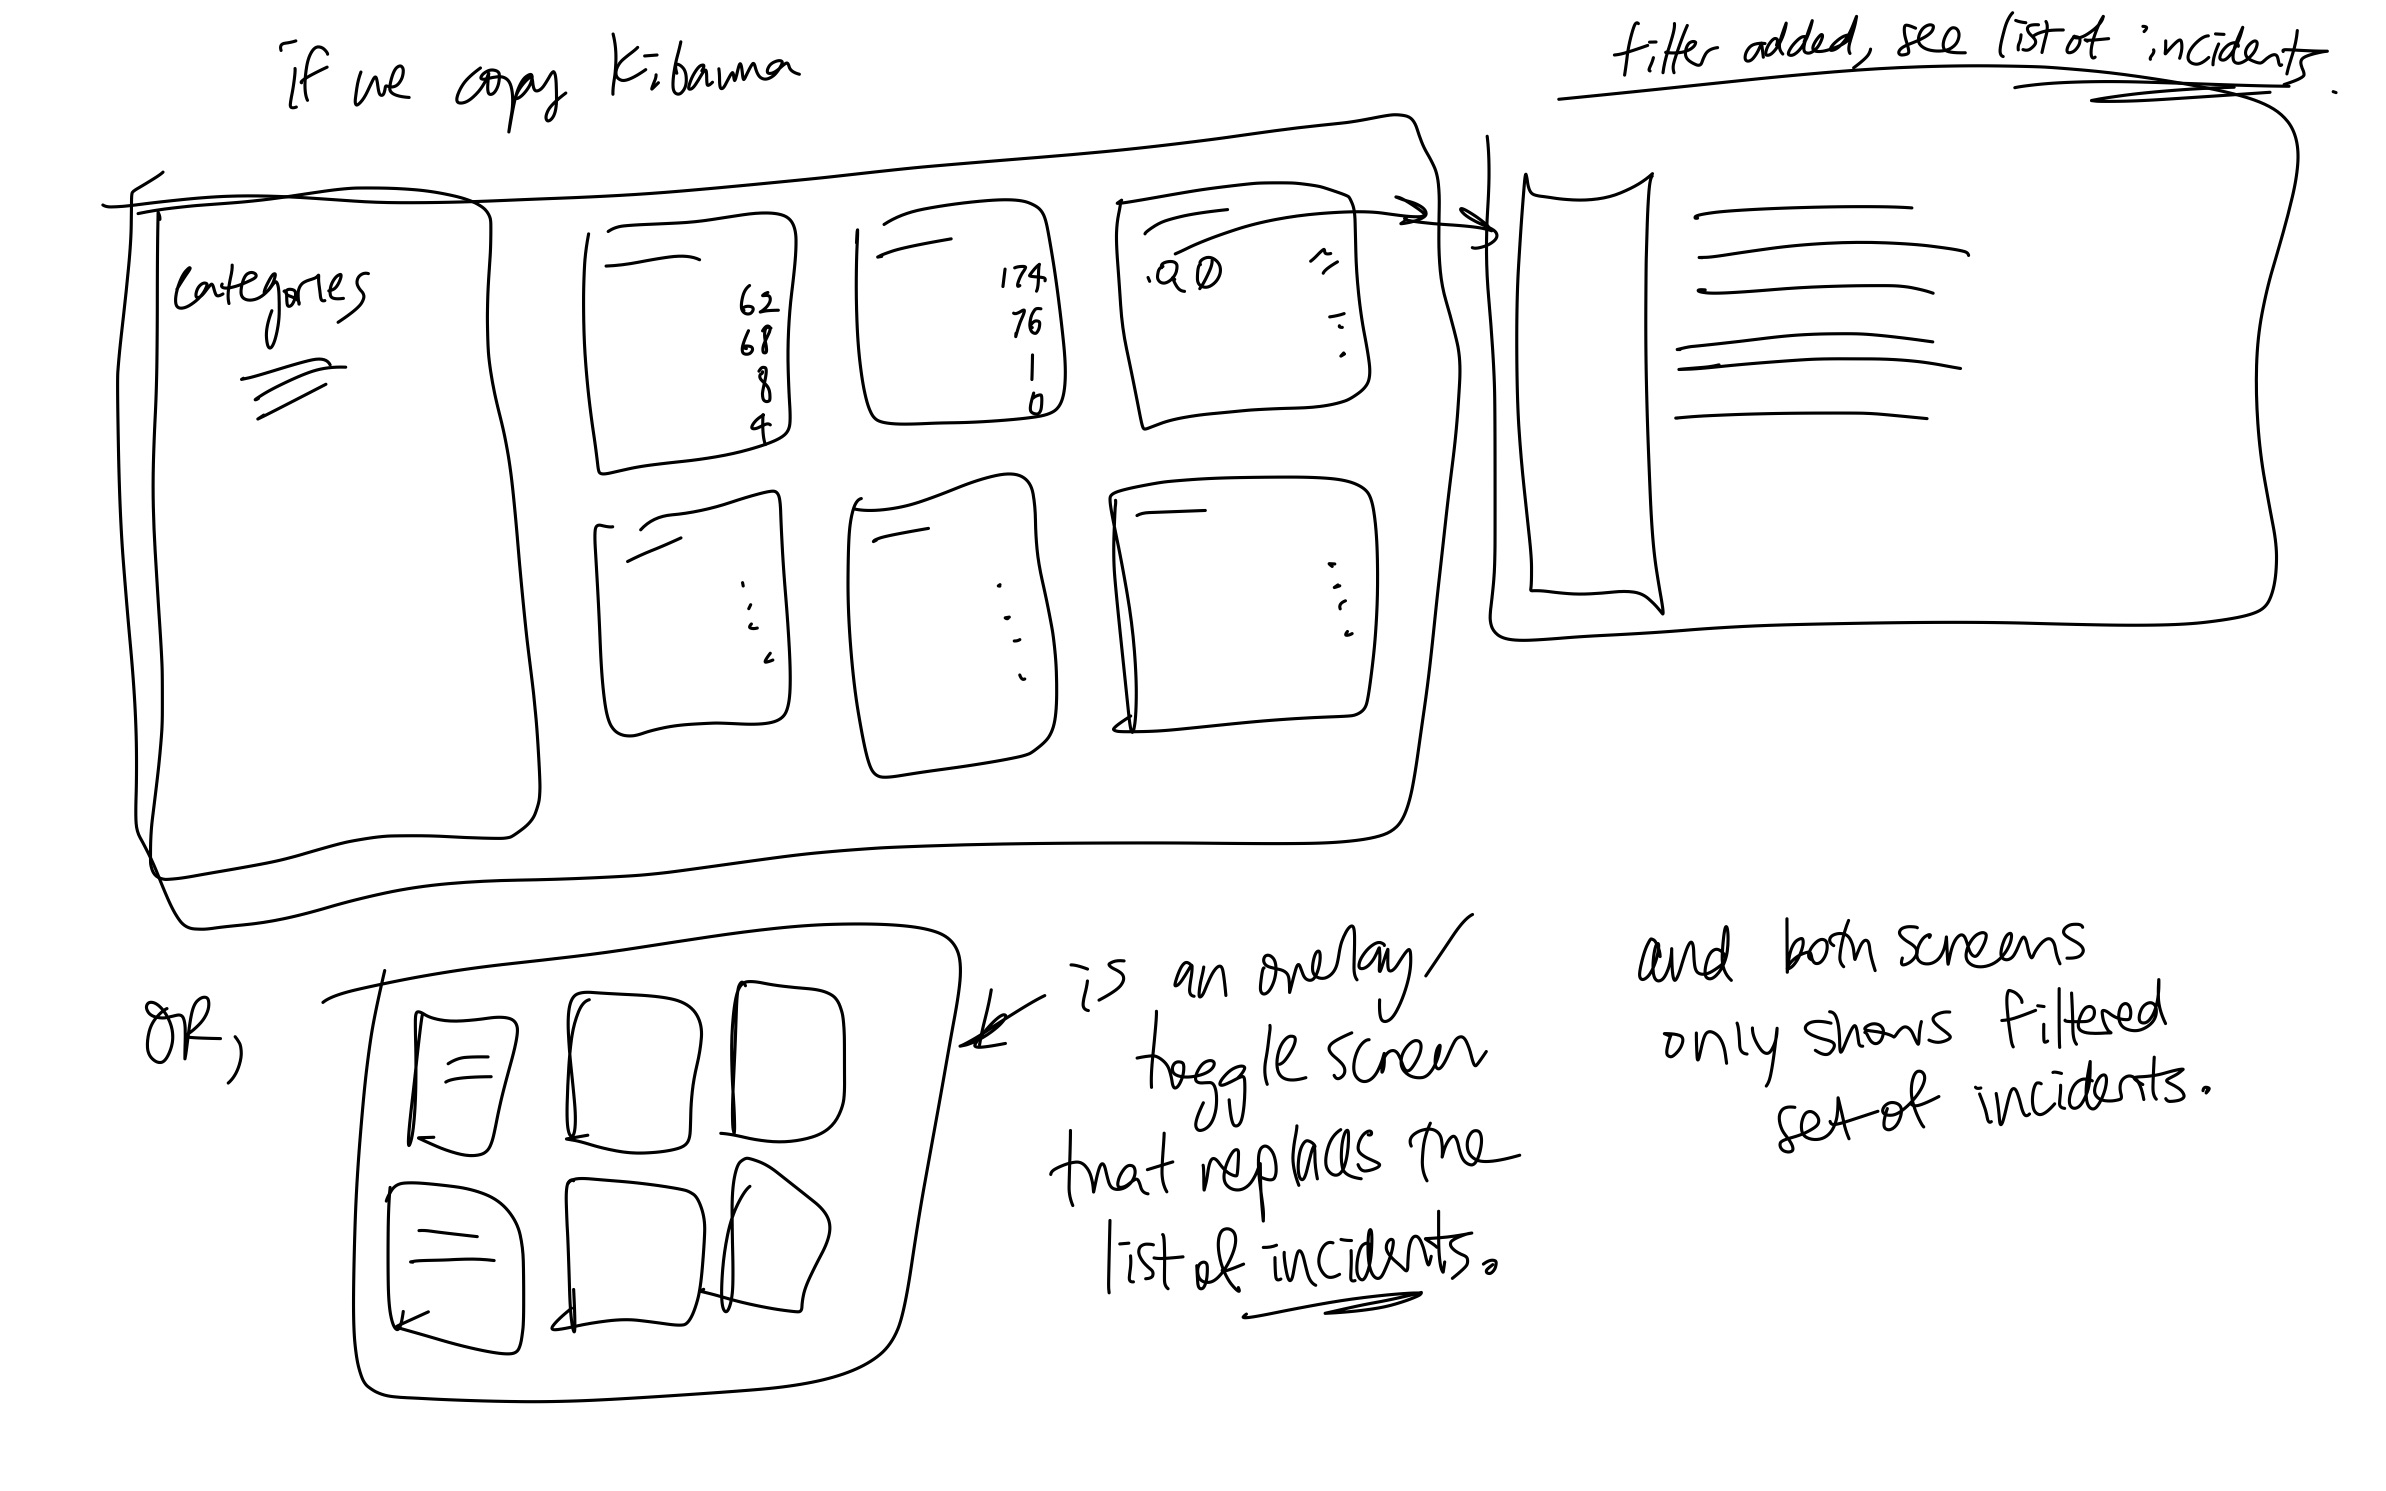 if we copy Kibana
filter added, see list of incidents.
categories
62
68
8
4
174
76
1
0
or,
is an overlay/
toggle screen
that replaces the
list of incidents.
and both screens
only shows filtered
set of incidents.